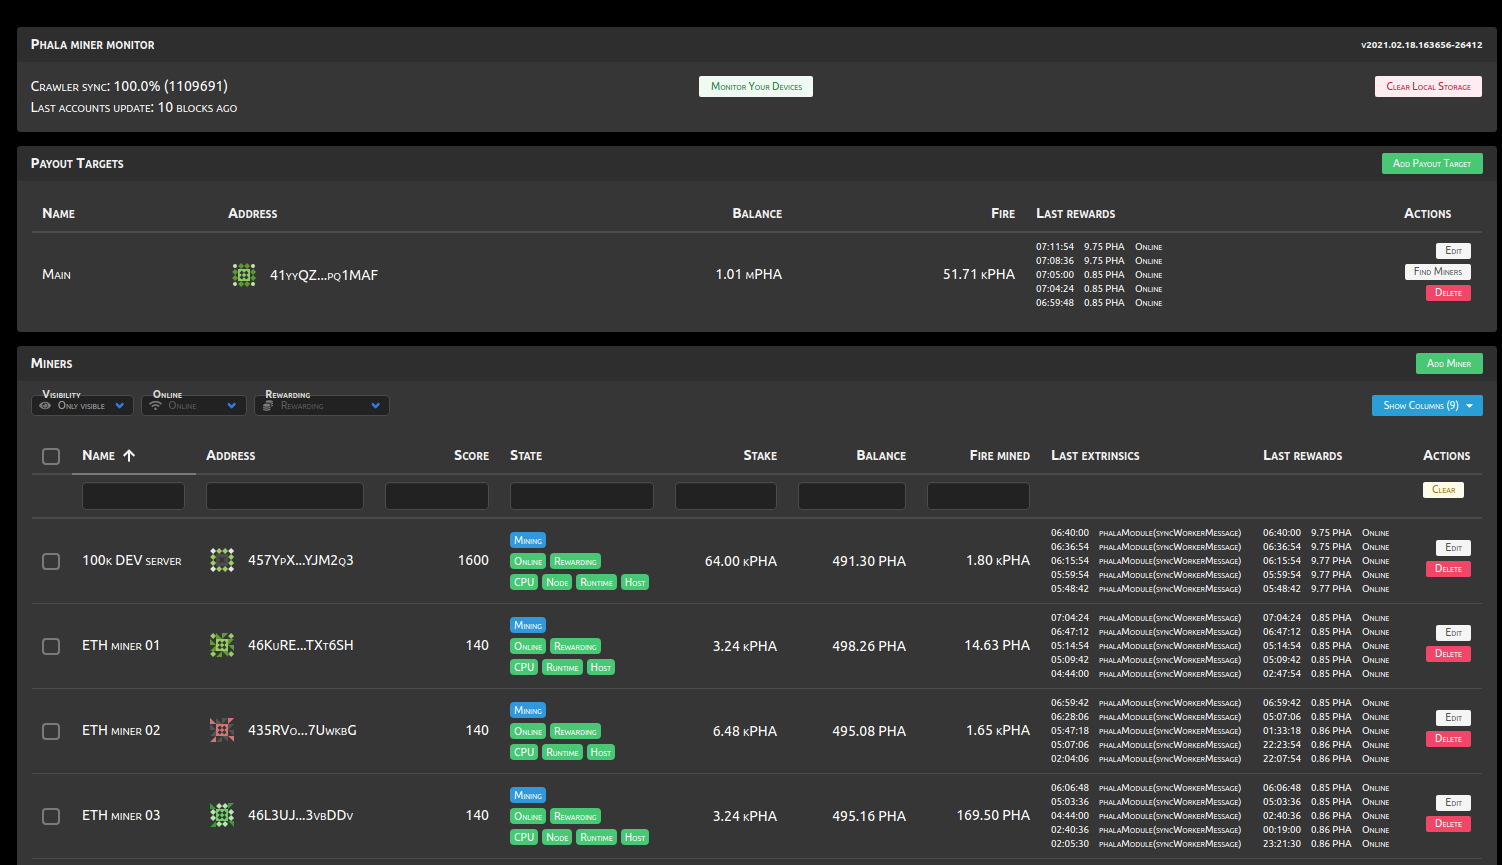 Phala miner monitor v2021.02.18.163656-26412
Crawler sync: 100.0% (1109691) Monitor Your Devices Clear Local Storage
Last accounts update: 10 blocks ago
Payout Targets Add Payout Target
Name Address Balance Fire Last rewards Actions
Main 41yyQZ...pq1MAF 1.01 mPHA 51.71 kPHA
07:11:54 9.75 PHA Online
07:08:36 9.75 PHA Online
07:05:00 0.85 PHA Online
07:04:24 0.85 PHA Online
06:59:48 0.85 PHA Online
Edit
Find Miners
Delete
Miners Add Miner
Visibility Online Rewarding
Only visible Online Rewarding Show Columns (9)
Name Address Score State Stake Balance Fire mined Last extrinsics Last rewards Actions
Clear
100k DEV server 457YpX...YJM2q3 1600
Mining
Online Rewarding
CPU Node Runtime Host
64.00 kPHA 491.30 PHA 1.80 kPHA
06:40:00 phalaModule(syncWorkerMessage) 06:40:00 9.75 PHA Online
06:36:54 phalaModule(syncWorkerMessage) 06:36:54 9.75 PHA Online
06:15:54 phalaModule(syncWorkerMessage) 06:15:54 9.77 PHA Online
05:59:54 phalaModule(syncWorkerMessage) 05:59:54 9.77 PHA Online
05:48:42 phalaModule(syncWorkerMessage) 05:48:42 9.77 PHA Online
Edit
Delete
ETH miner 01 46KuRE...TXt6SH 140
Mining
Online Rewarding
CPU Runtime Host
3.24 kPHA 498.26 PHA 14.63 PHA
07:04:24 phalaModule(syncWorkerMessage) 07:04:24 0.85 PHA Online
06:47:12 phalaModule(syncWorkerMessage) 06:47:12 0.85 PHA Online
05:14:54 phalaModule(syncWorkerMessage) 05:14:54 0.85 PHA Online
05:09:42 phalaModule(syncWorkerMessage) 05:09:42 0.85 PHA Online
04:44:00 phalaModule(syncWorkerMessage) 02:47:54 0.85 PHA Online
Edit
Delete
ETH miner 02 435RVo...7UwkbG 140
Mining
Online Rewarding
CPU Runtime Host
6.48 kPHA 495.08 PHA 1.65 kPHA
06:59:42 phalaModule(syncWorkerMessage) 06:59:42 0.85 PHA Online
06:28:06 phalaModule(syncWorkerMessage) 05:07:06 0.85 PHA Online
05:47:18 phalaModule(syncWorkerMessage) 01:33:18 0.86 PHA Online
05:07:06 phalaModule(syncWorkerMessage) 22:23:54 0.86 PHA Online
02:04:06 phalaModule(syncWorkerMessage) 22:07:54 0.86 PHA Online
Edit
Delete
ETH miner 03 46L3UJ...3vbDDv 140
Mining
Online Rewarding
CPU Node Runtime Host
3.24 kPHA 495.16 PHA 169.50 PHA
06:06:48 phalaModule(syncWorkerMessage) 06:06:48 0.85 PHA Online
05:03:36 phalaModule(syncWorkerMessage) 05:03:36 0.85 PHA Online
04:44:00 phalaModule(syncWorkerMessage) 02:40:36 0.86 PHA Online
02:40:36 phalaModule(syncWorkerMessage) 00:19:00 0.86 PHA Online
02:05:30 phalaModule(syncWorkerMessage) 23:21:30 0.86 PHA Online
Edit
Delete